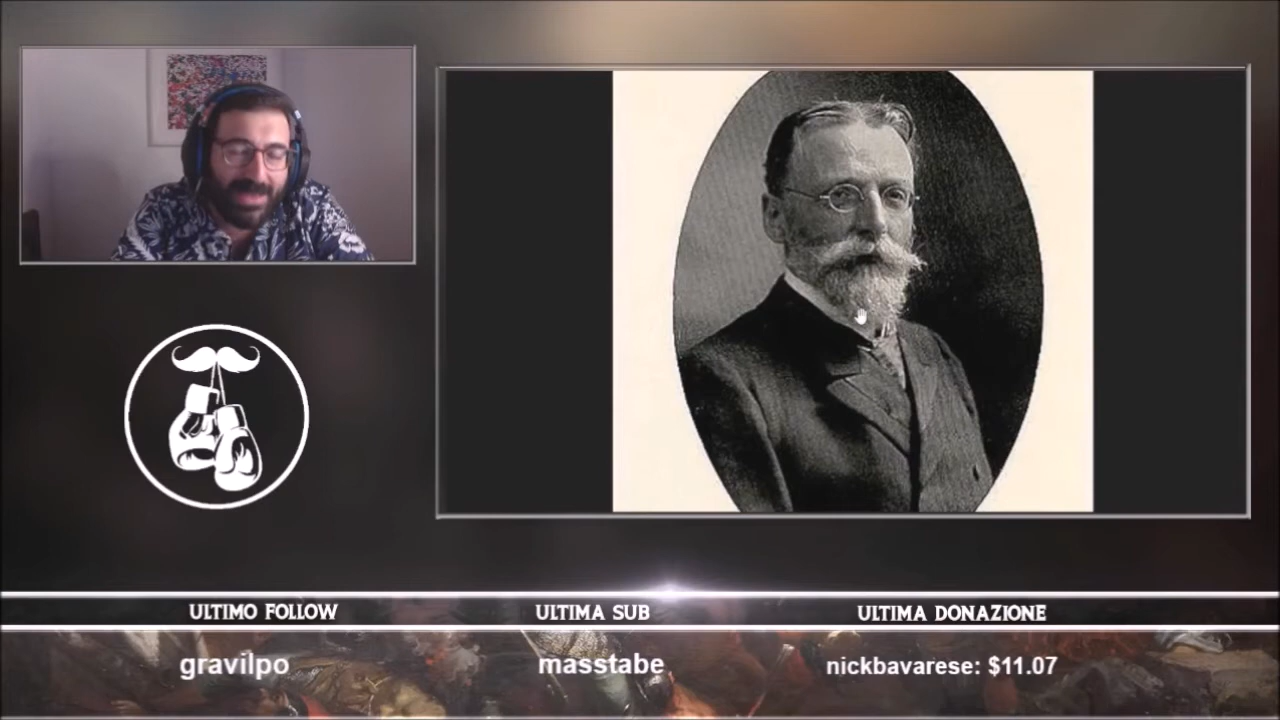 ULTIMO FOLLOW
ULTIMA SUB
ULTIMA DONAZIONE
gravilpo
masstabe
nickbavarese: $11.07